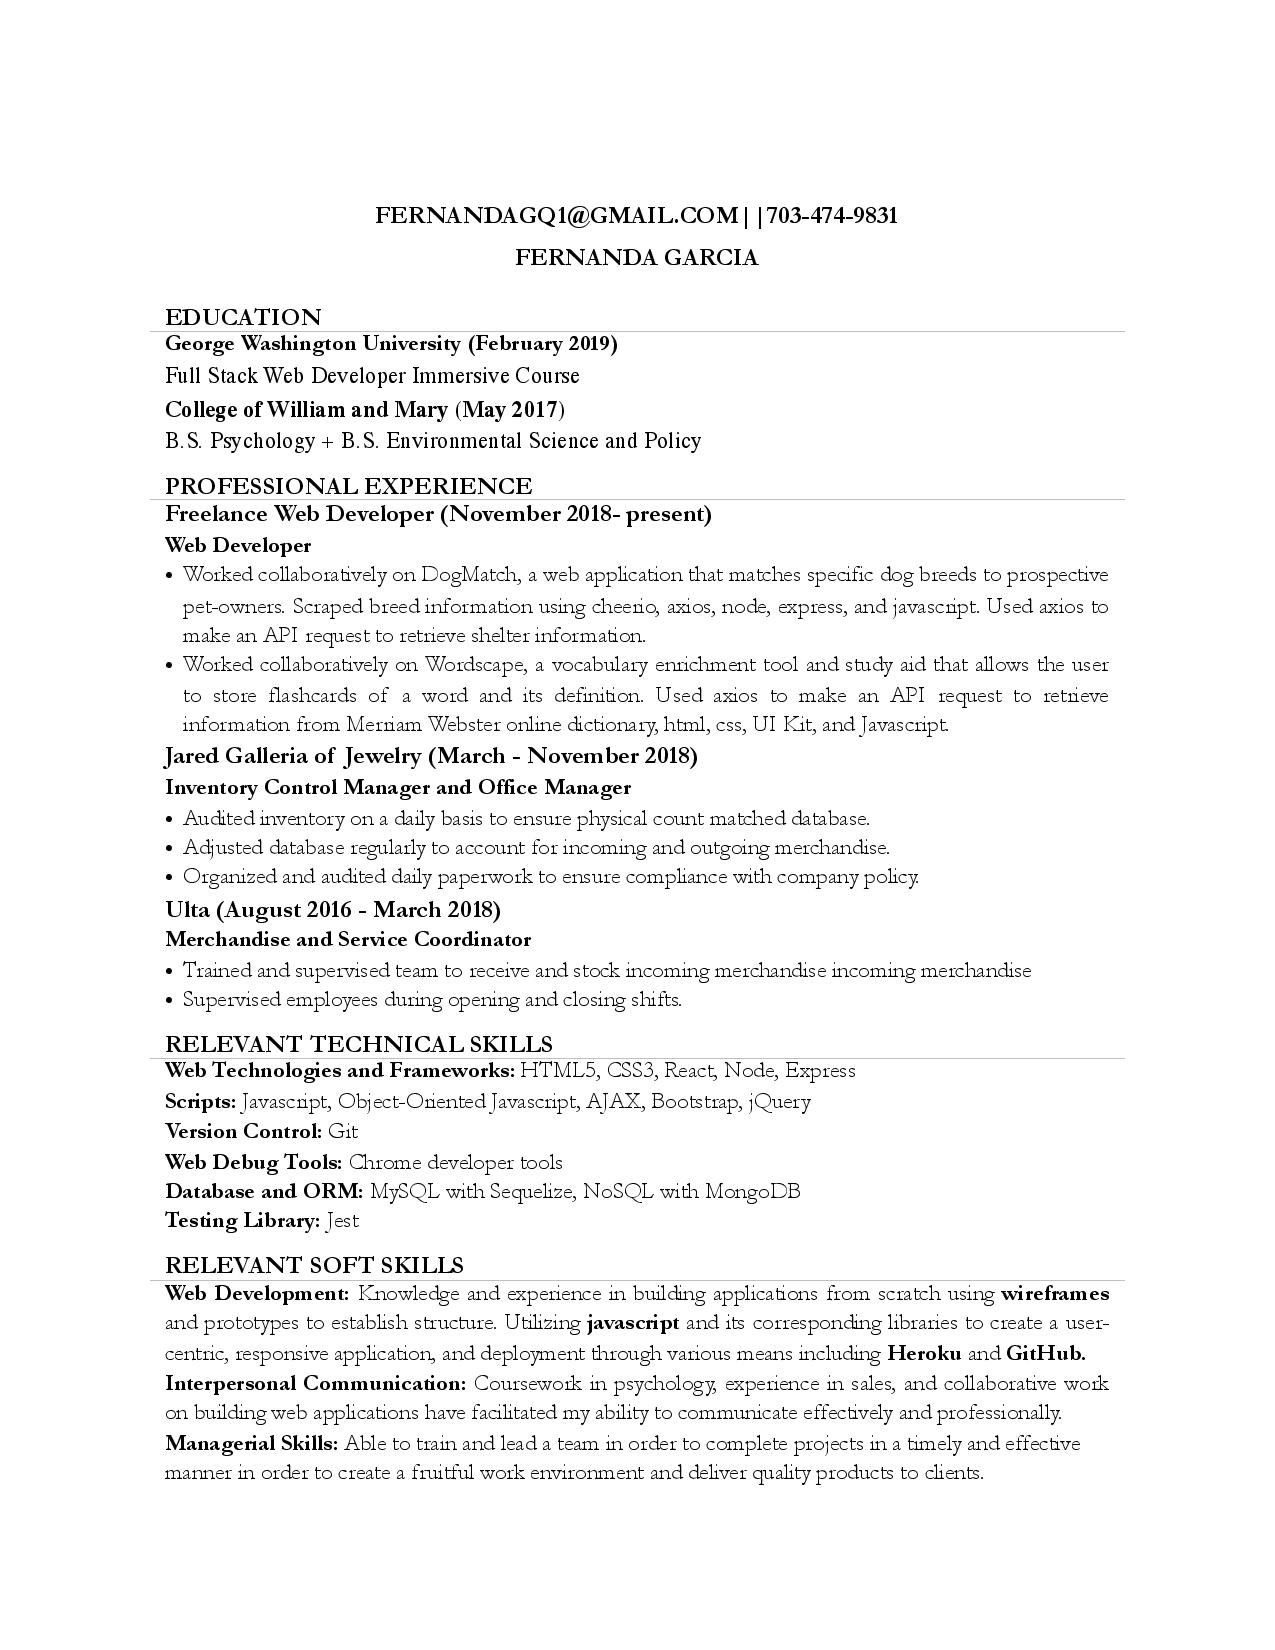 FERNANDAGQ1@GMAIL.COM||703-474-9831
FERNANDA GARCIA
EDUCATION
George Washington University (February 2019)
Full Stack Web Developer Immersive Course
College of William and Mary (May 2017)
B.S. Psychology + B.S. Environmental Science and Policy
PROFESSIONAL EXPERIENCE
Freelance Web Developer (November 2018- present)
Web Developer
• Worked collaboratively on DogMatch, a web application that matches specific dog breeds to prospective
pet-owners. Scraped breed information using cheerio, axios, node, express, and javascript. Used axios to
make an API request to retrieve shelter information.
• Worked collaboratively on Wordscape, a vocabulary enrichment tool and study aid that allows the user
to store flashcards of a word and its definition. Used axios to make an API request to retrieve
information from Merriam Webster online dictionary, html, css, UI Kit, and Javascript.
Jared Galleria of Jewelry (March - November 2018)
Inventory Control Manager and Office Manager
• Audited inventory on a daily basis to ensure physical count matched database.
• Adjusted database regularly to account for incoming and outgoing merchandise.
• Organized and audited daily paperwork to ensure compliance with company policy.
Ulta (August 2016 - March 2018)
Merchandise and Service Coordinator
• Trained and supervised team to receive and stock incoming merchandise incoming merchandise
• Supervised employees during opening and closing shifts.
RELEVANT TECHNICAL SKILLS
Web Technologies and Frameworks: HTML5, CSS3, React, Node, Express
Scripts: Javascript, Object-Oriented Javascript, AJAX, Bootstrap, jQuery
Version Control: Git
Web Debug Tools: Chrome developer tools
Database and ORM: MySQL with Sequelize, NoSQL with MongoDB
Testing Library: Jest
RELEVANT SOFT SKILLS
Web Development: Knowledge and experience in building applications from scratch using wireframes
and prototypes to establish structure. Utilizing javascript and its corresponding libraries to create a user-
centric, responsive application, and deployment through various means including Heroku and GitHub.
Interpersonal Communication: Coursework in psychology, experience in sales, and collaborative work
on building web applications have facilitated my ability to communicate effectively and professionally.
Managerial Skills: Able to train and lead a team in order to complete projects in a timely and effective
manner in order to create a fruitful work environment and deliver quality products to clients.